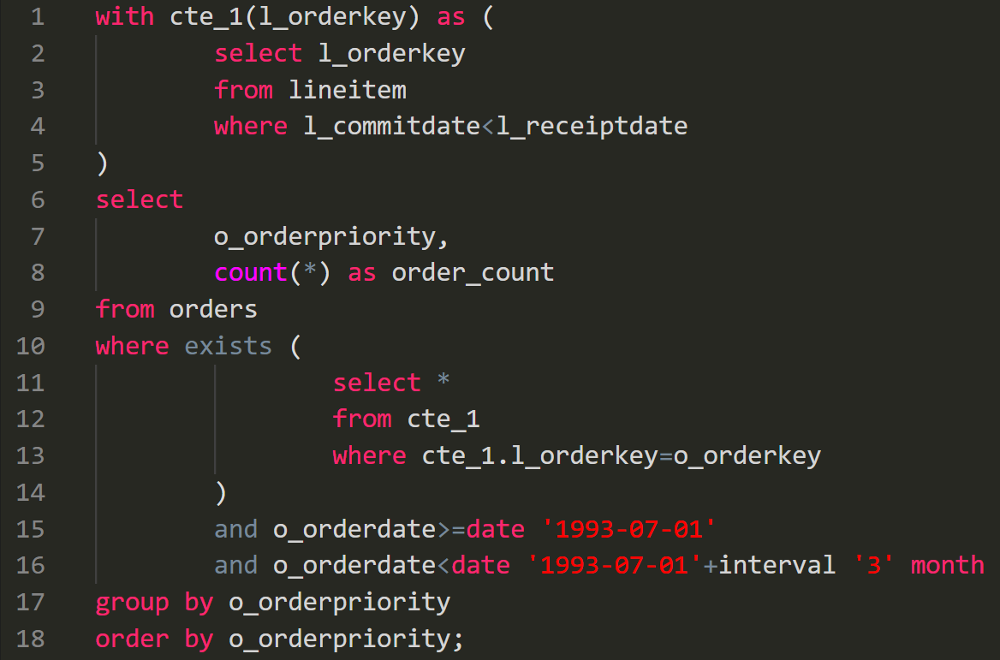 1 with cte_1(l_orderkey) as (
2 select l_orderkey
3 from lineitem
4 where l_commitdate<l_receiptdate
5 )
6 select
7 o_orderpriority,
8 count(*) as order_count
9 from orders
10 where exists (
11 select *
12 from cte_1
13 where cte_1.l_orderkey=o_orderkey
14 )
15 and o_orderdate>=date '1993-07-01'
16 and o_orderdate<date '1993-07-01'+interval '3' month
17 group by o_orderpriority
18 order by o_orderpriority;